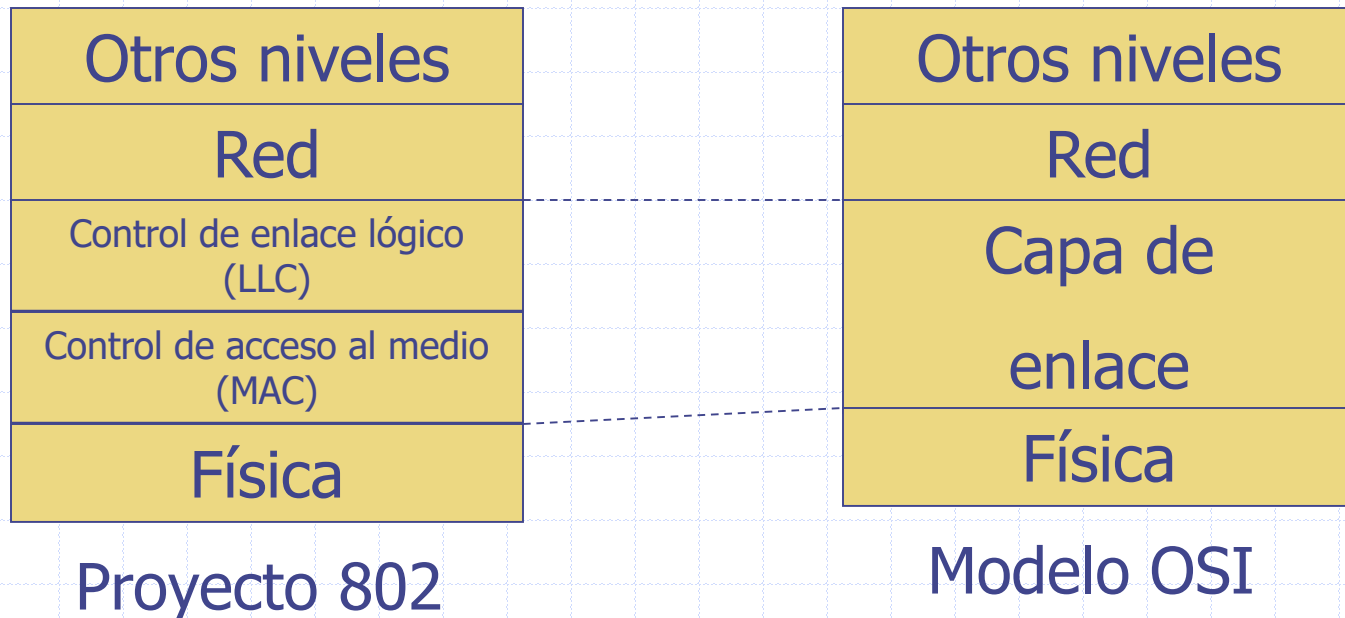 Otros niveles
Red
Control de enlace lógico
(LLC)
Control de acceso al medio
(MAC)
Física
Proyecto 802
Otros niveles
Red
Capa de
enlace
Física
Modelo OSI